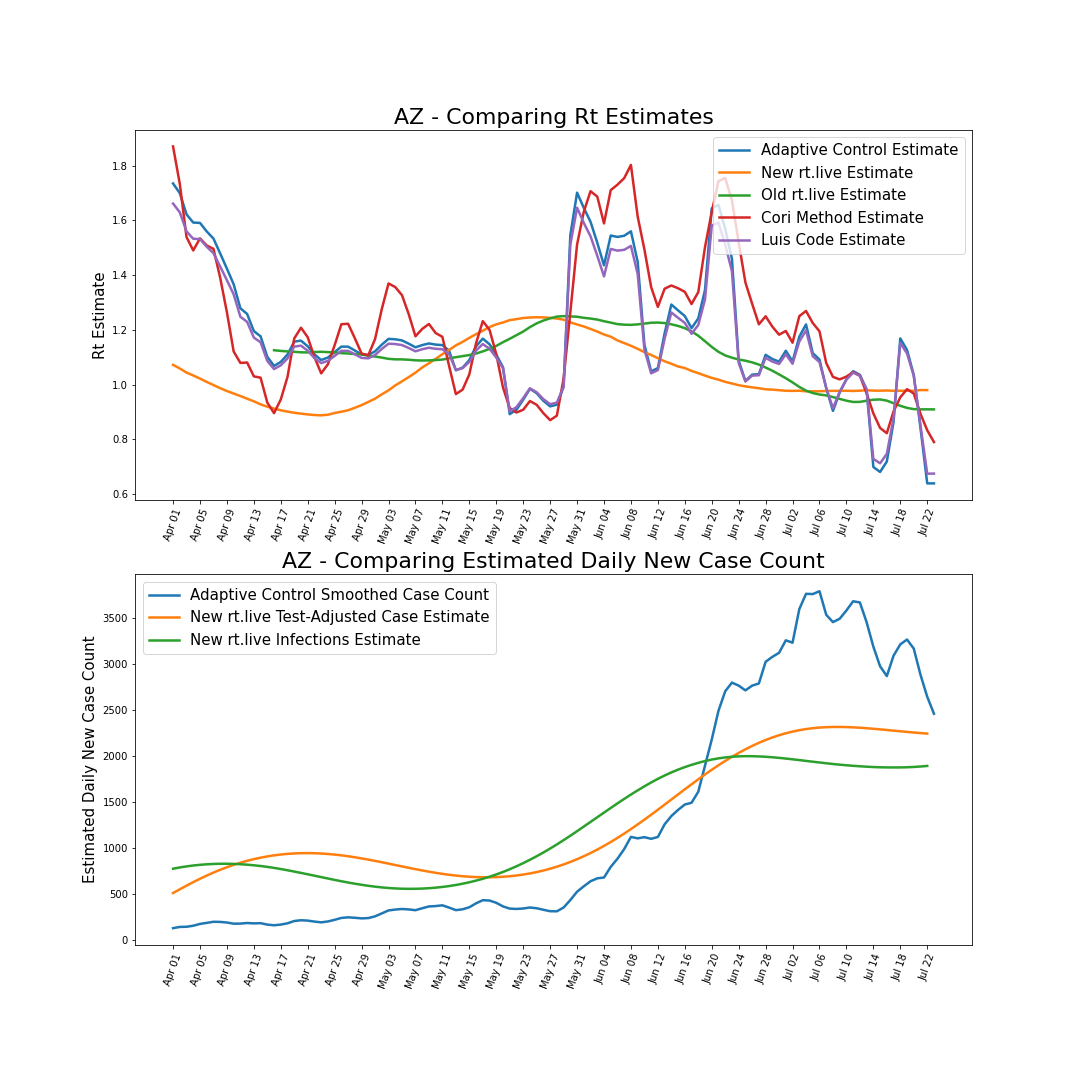 AZ - Comparing Rt Estimates
Rt Estimate
1.8
1.6
1.4
1.2
1.0
0.8
0.6
Adaptive Control Estimate
New rt.live Estimate
Old rt.live Estimate
Cori Method Estimate
Luis Code Estimate
Apr 01 Apr 05 Apr 09 Apr 13 Apr 17 Apr 21 Apr 25 Apr 29 May 03 May 07 May 11 May 15 May 19 May 23 May 27 May 31 Jun 04 Jun 08 Jun 12 Jun 16 Jun 20 Jun 24 Jun 28 Jul 02 Jul 06 Jul 10 Jul 14 Jul 18 Jul 22
AZ - Comparing Estimated Daily New Case Count
Estimated Daily New Case Count
3500
3000
2500
2000
1500
1000
500
0
Adaptive Control Smoothed Case Count
New rt.live Test-Adjusted Case Estimate
New rt.live Infections Estimate
Apr 01 Apr 05 Apr 09 Apr 13 Apr 17 Apr 21 Apr 25 Apr 29 May 03 May 07 May 11 May 15 May 19 May 23 May 27 May 31 Jun 04 Jun 08 Jun 12 Jun 16 Jun 20 Jun 24 Jun 28 Jul 02 Jul 06 Jul 10 Jul 14 Jul 18 Jul 22